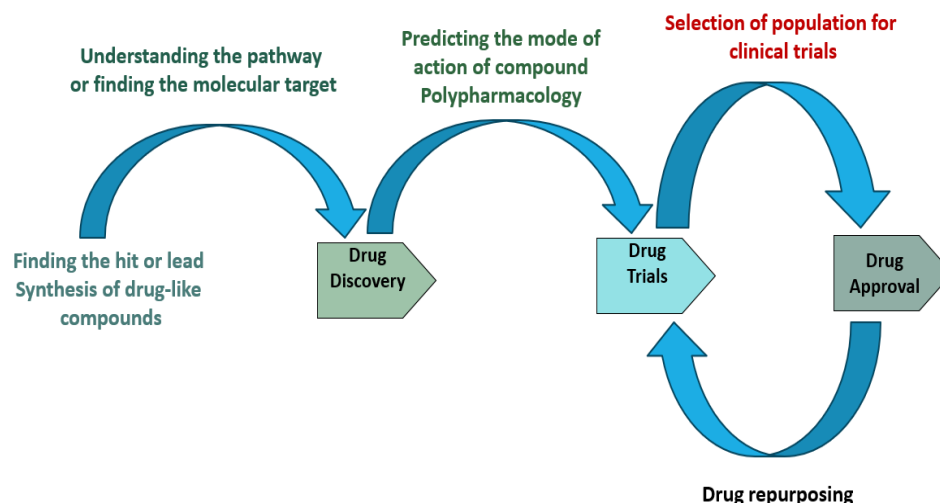 Understanding the pathway
or finding the molecular target
Predicting the mode of
action of compound
Polypharmacology
Selection of population for
clinical trials
Finding the hit or lead
Synthesis of drug-like
compounds
Drug
Discovery
Drug
Trials
Drug
Approval
Drug repurposing